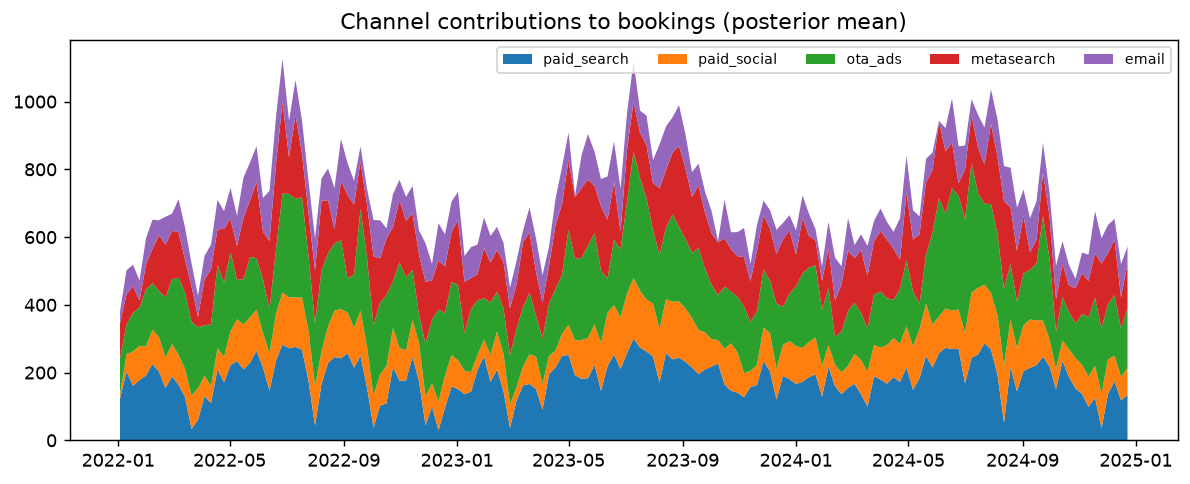 Channel contributions to bookings (posterior mean)
paid_search paid_social ota_ads metasearch email
1000
800
600
400
200
0
2022-01 2022-05 2022-09 2023-01 2023-05 2023-09 2024-01 2024-05 2024-09 2025-01